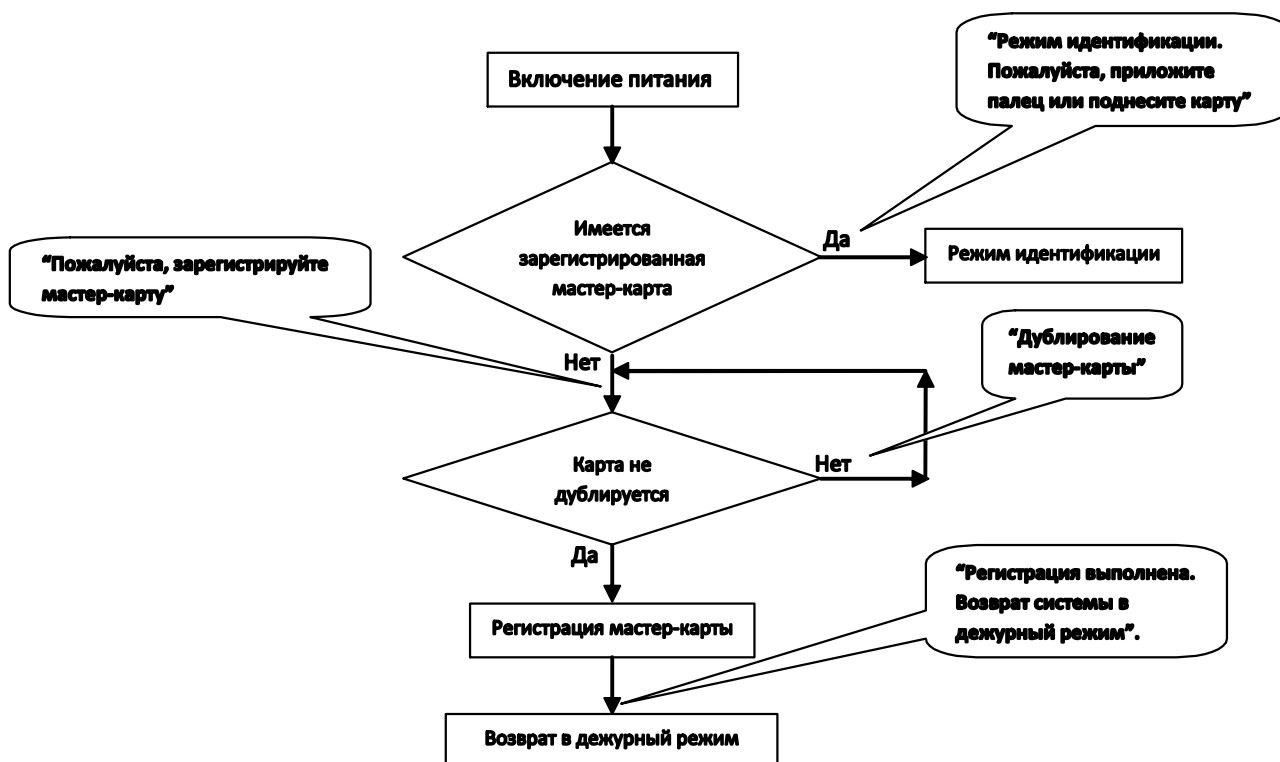 “Режим идентификации.
Пожалуйста, приложите
палец или поднесите карту”
Включение питания
Имеется
зарегистрированная
мастер-карта
Да
Режим идентификации
“Пожалуйста, зарегистрируйте
мастер-карту”
Нет
“Дублирование
мастер-карты”
Карта не
дублируется
Нет
Да
“Регистрация выполнена.
Возврат системы в
дежурный режим”.
Регистрация мастер-карты
Возврат в дежурный режим